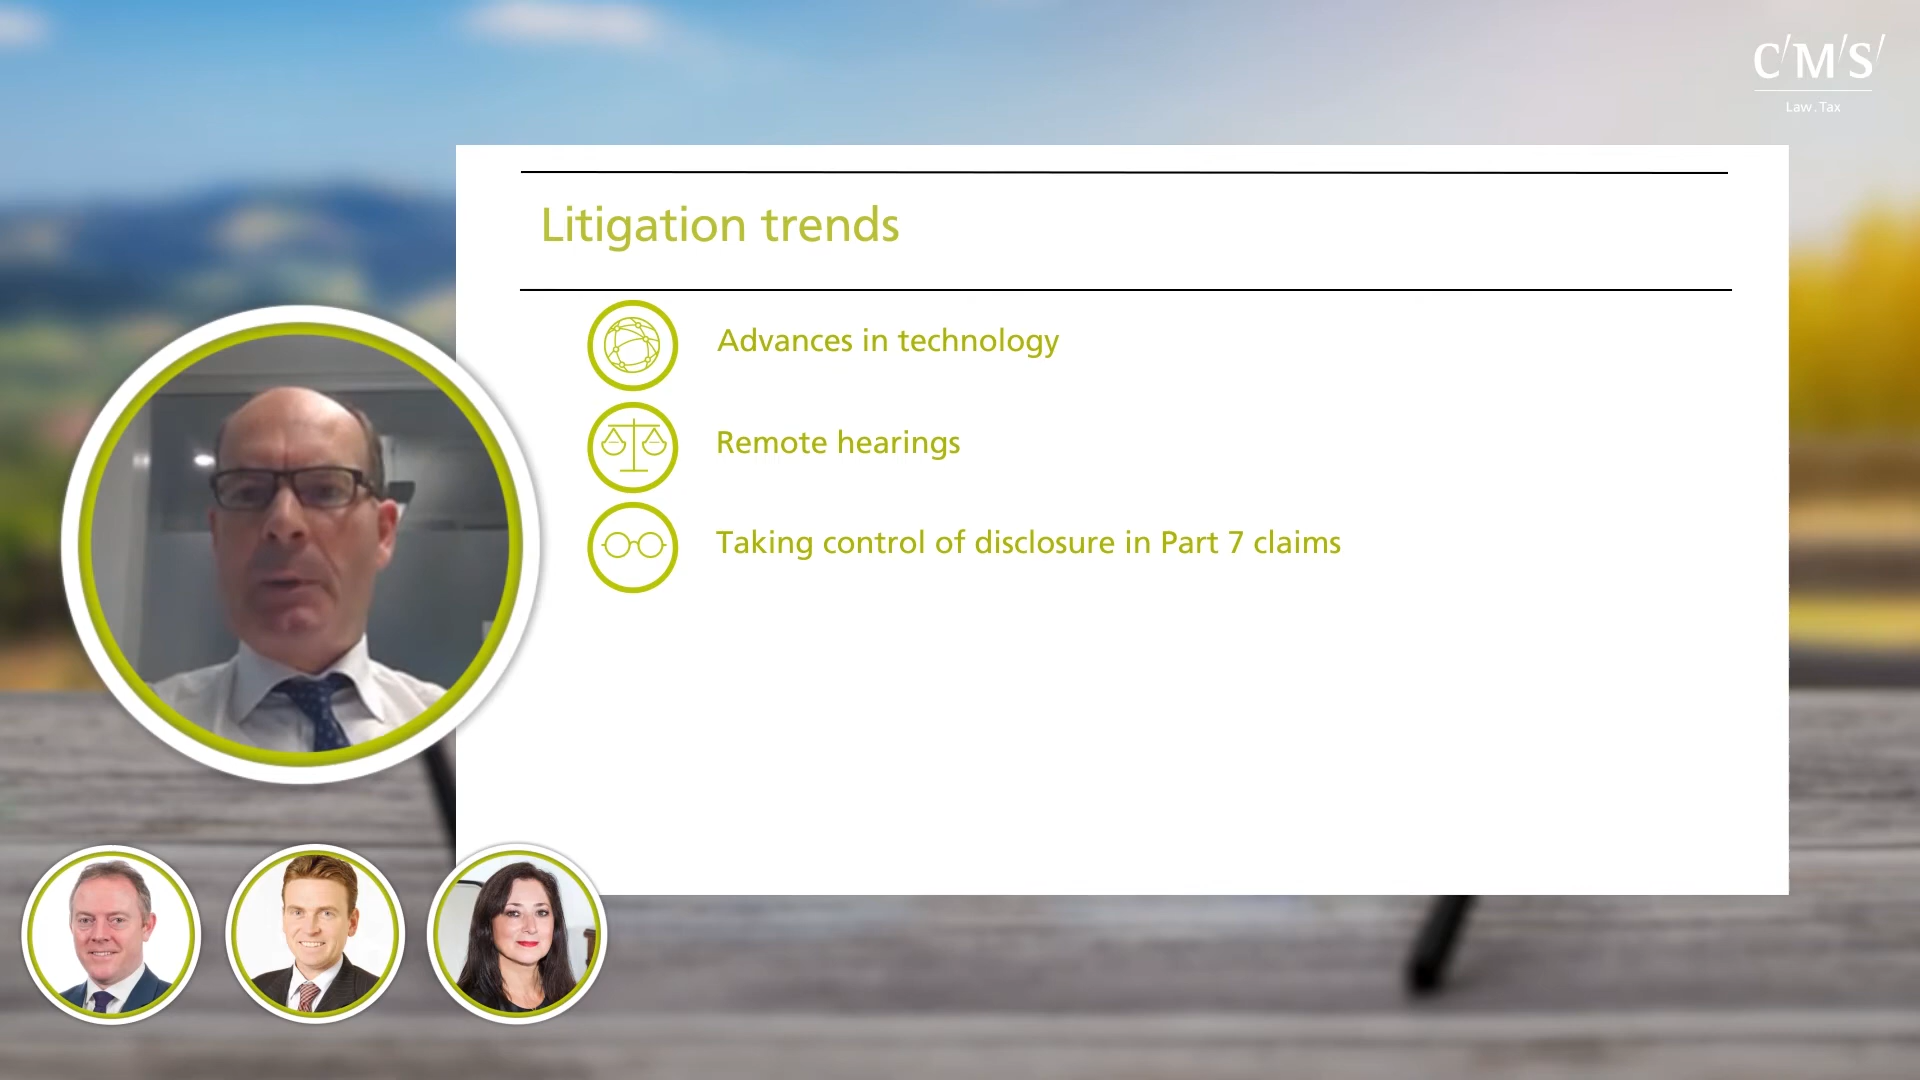 C/M/S/
Law.Tax
Litigation trends
Advances in technology
Remote hearings
Taking control of disclosure in Part 7 claims